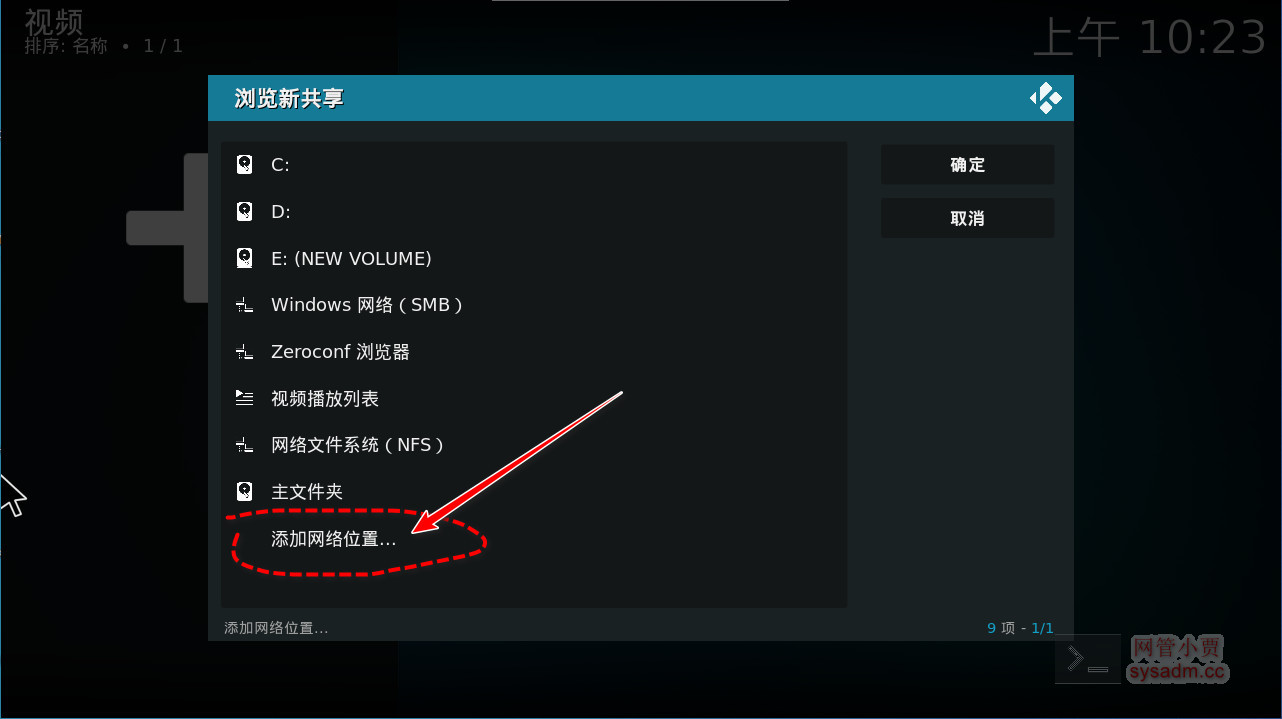 视频
排序: 名称 • 1 / 1
上午 10:23
浏览新共享
C:
D:
E: (NEW VOLUME)
Windows 网络（SMB）
Zeroconf 浏览器
视频播放列表
网络文件系统（NFS）
主文件夹
添加网络位置...
确定
取消
添加网络位置...
9 项 - 1/1
网管小贾
sysadm.cc